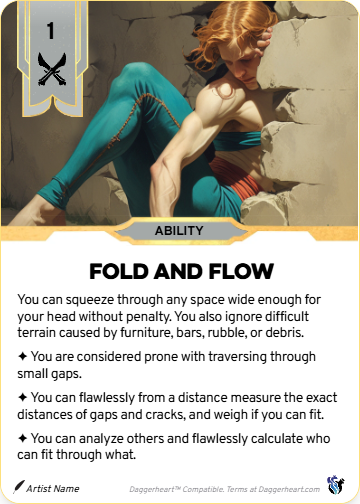 1
ABILITY
FOLD AND FLOW
You can squeeze through any space wide enough for
your head without penalty. You also ignore difficult
terrain caused by furniture, bars, rubble, or debris.
✦ You are considered prone with traversing through
small gaps.
✦ You can flawlessly from a distance measure the exact
distances of gaps and cracks, and weigh if you can fit.
✦ You can analyze others and flawlessly calculate who
can fit through what.
Artist Name
Daggerheart™ Compatible. Terms at Daggerheart.com